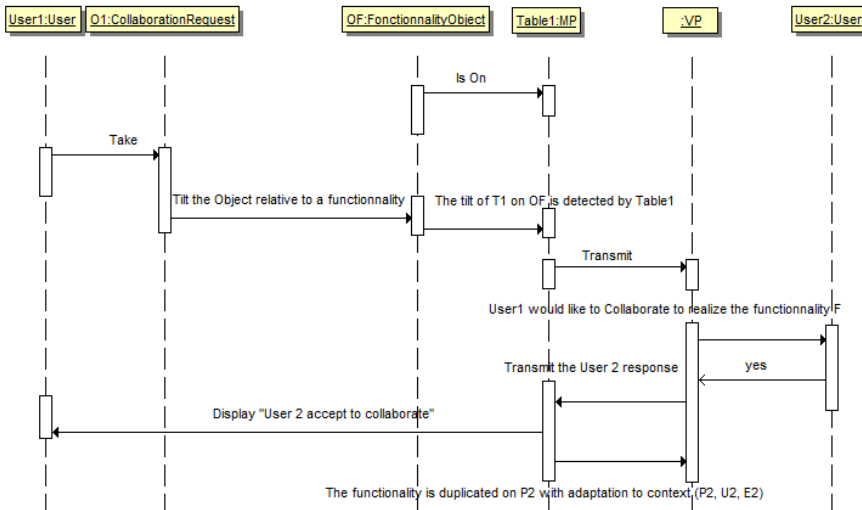 User1:User
O1:CollaborationRequest
OF:FonctionnalityObject
Table1:MP
:VP
User2:User
Is On
Take
Tilt the Object relative to a functionnality
The tilt of T1 on OF is detected by Table1
Transmit
User1 would like to Collaborate to realize the functionnality F
Transmit the User 2 response
yes
Display "User 2 accept to collaborate"
The functionality is duplicated on P2 with adaptation to context (P2, U2, E2)